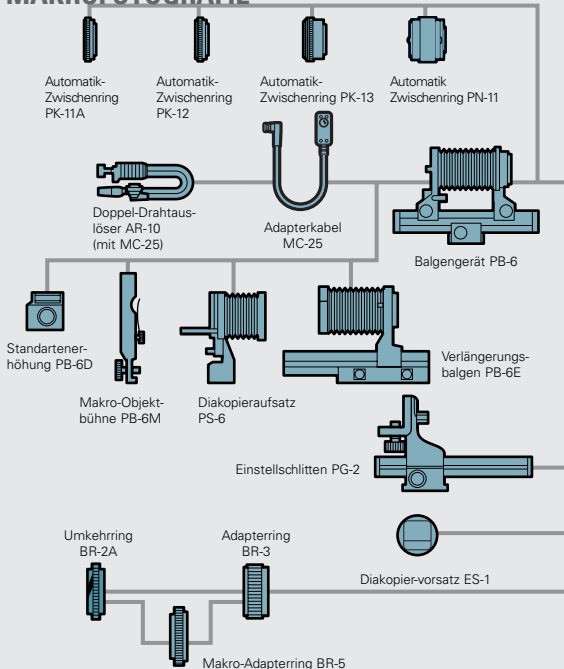 MAKROFOTOGRAFIE
Automatik-
Zwischenring
PK-11A
Automatik-
Zwischenring
PK-12
Automatik-
Zwischenring PK-13
Automatik
Zwischenring PN-11
Doppel-Drahtaus-
löser AR-10
(mit MC-25)
Adapterkabel
MC-25
Balgengerät PB-6
Standartener-
höhung PB-6D
Makro-Objekt-
bühne PB-6M
Diakopieraufsatz
PS-6
Verlängerungs-
balgen PB-6E
Einstellschlitten PG-2
Umkehrring
BR-2A
Adapterring
BR-3
Diakopier-vorsatz ES-1
Makro-Adapterring BR-5